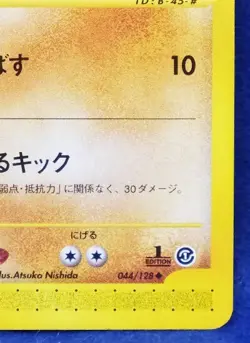 ID:B-45-#
ばす 10
るキック
弱点・抵抗力」に関係なく、30ダメージ。
にげる
1 EDITION
lus.Atsuko Nishida 044/128◆